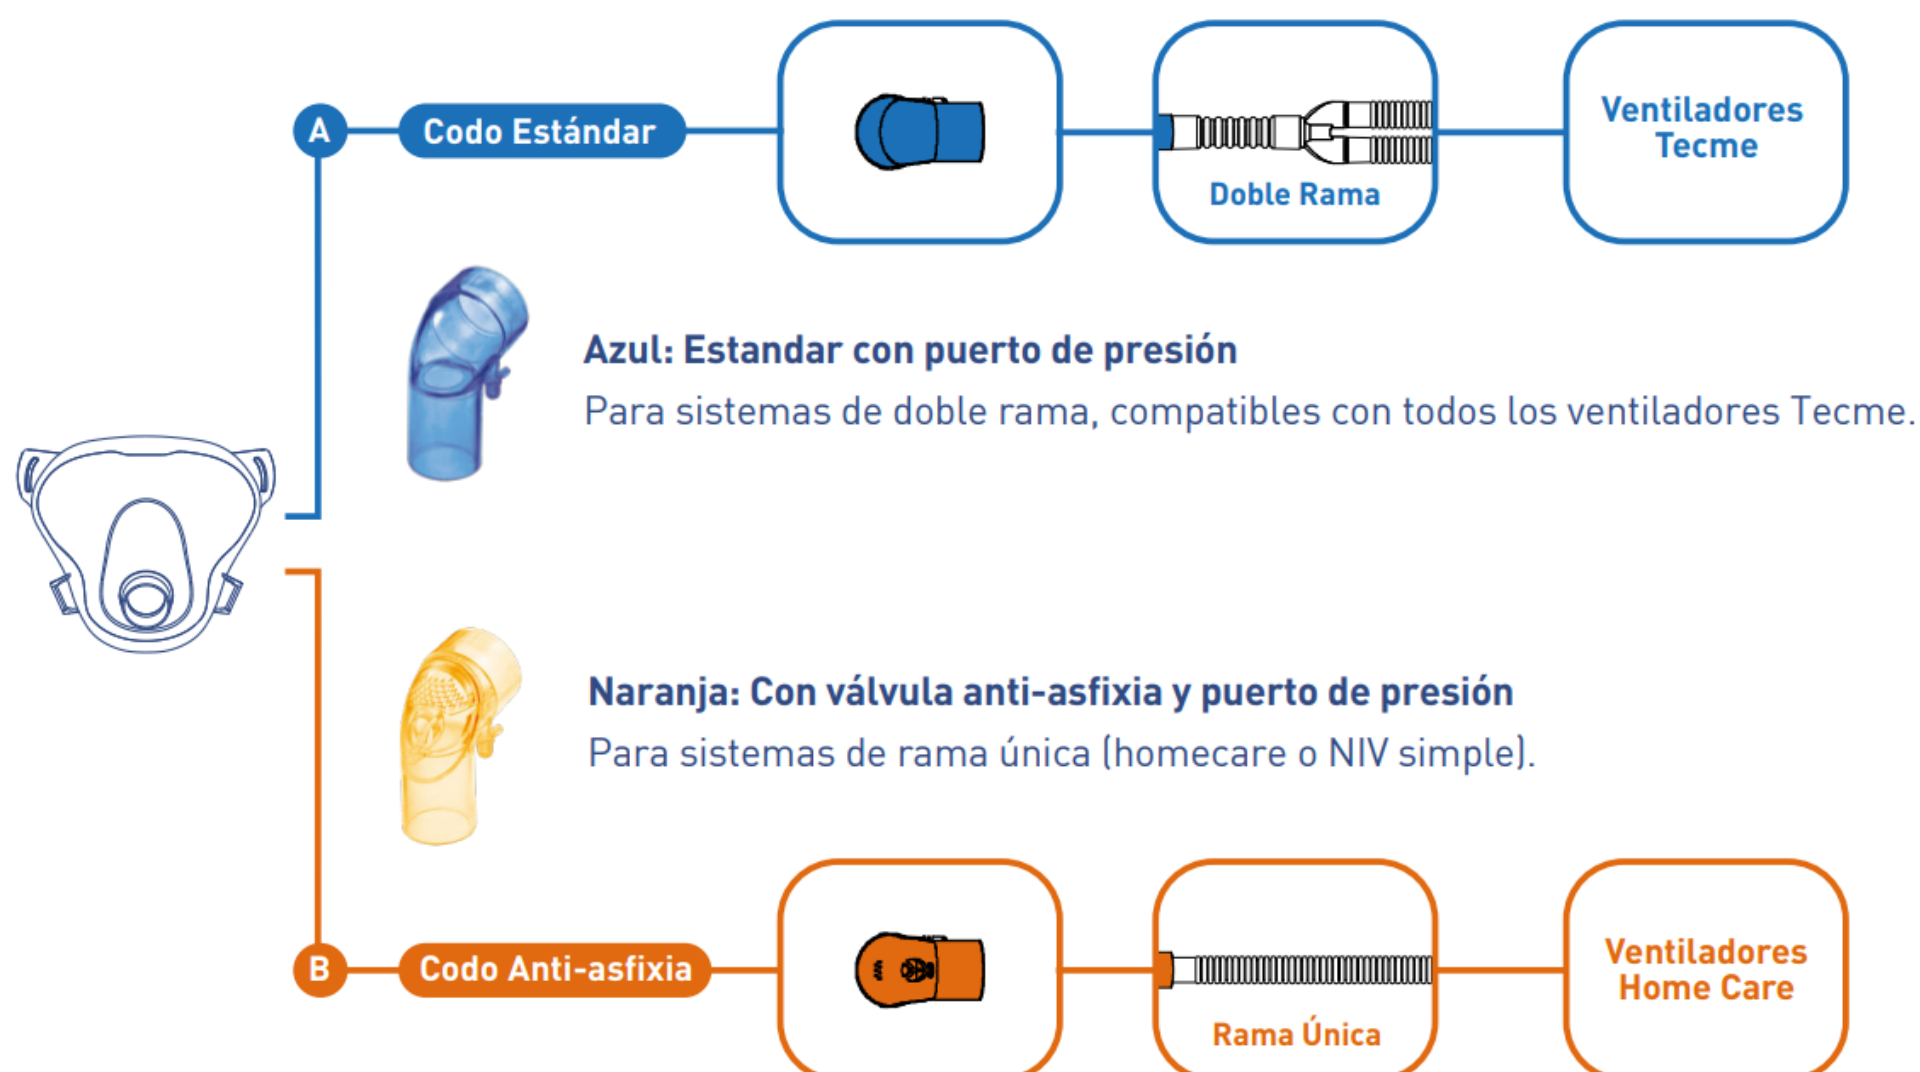 A
Codo Estándar
Doble Rama
Ventiladores
Tecme
Azul: Estandar con puerto de presión
Para sistemas de doble rama, compatibles con todos los ventiladores Tecme.
Naranja: Con válvula anti-asfixia y puerto de presión
Para sistemas de rama única (homecare o NIV simple).
B
Codo Anti-asfixia
Rama Única
Ventiladores
Home Care